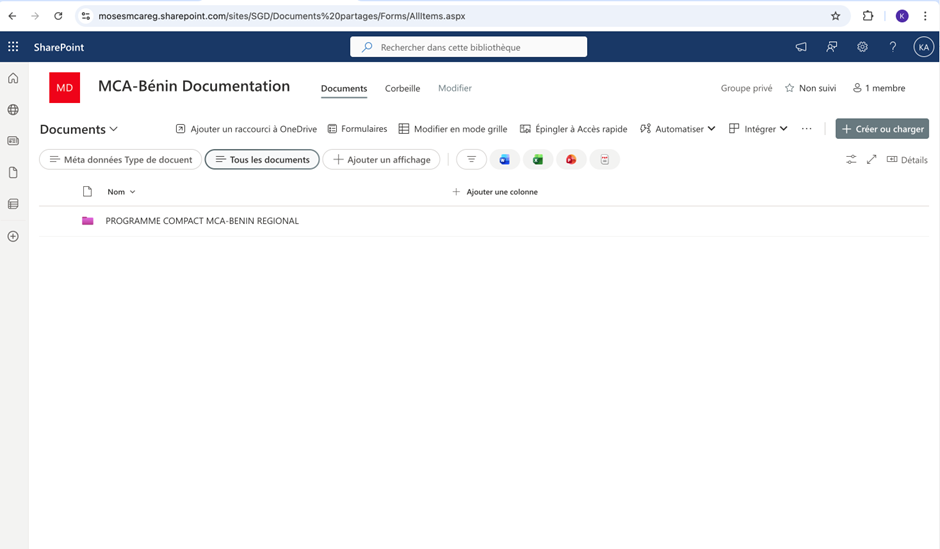 mosesmcareg.sharepoint.com/sites/SGD/Documents%20partages/Forms/AllItems.aspx
K
SharePoint
Rechercher dans cette bibliothèque
?
KA
MD
MCA-Bénin Documentation
Documents
Corbeille
Modifier
Groupe privé
Non suivi
1 membre
Documents
Ajouter un raccourci à OneDrive
Formulaires
Modifier en mode grille
Épingler à Accès rapide
Automatiser
Intégrer
...
Créer ou charger
Méta données Type de docuent
Tous les documents
Ajouter un affichage
Détails
Nom
Ajouter une colonne
PROGRAMME COMPACT MCA-BENIN REGIONAL